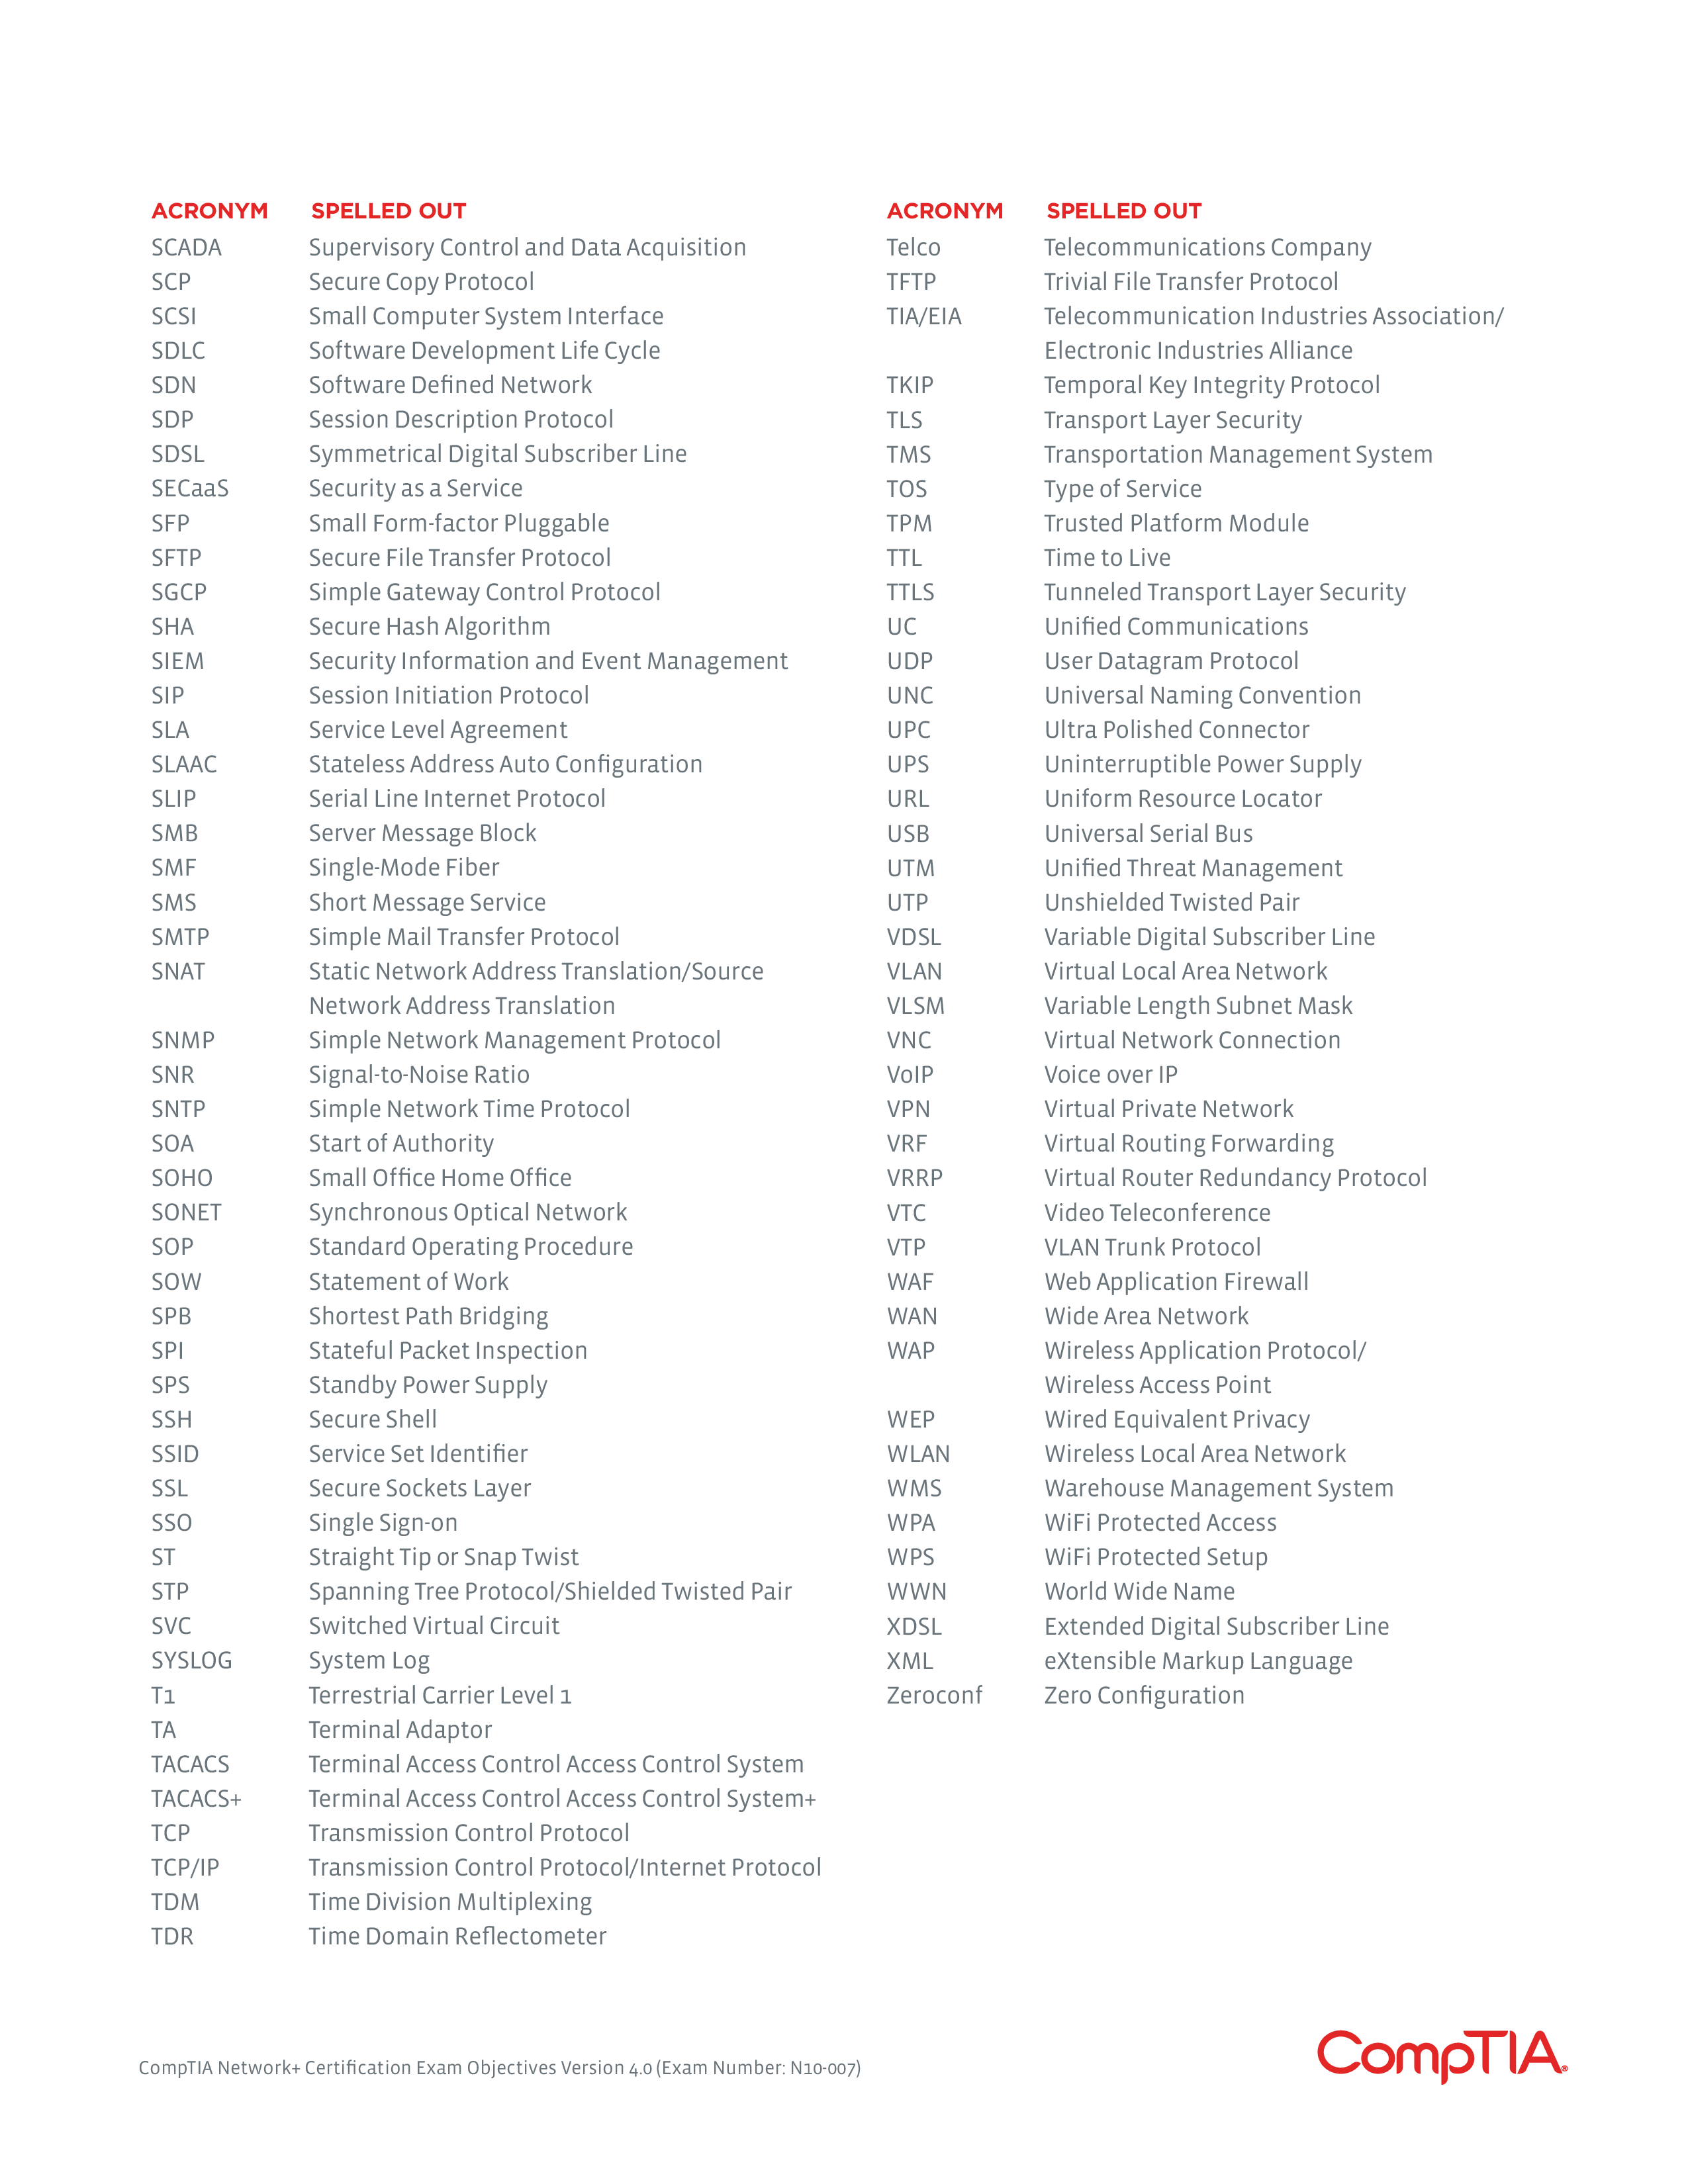 ACRONYM SPELLED OUT
SCADA Supervisory Control and Data Acquisition
SCP Secure Copy Protocol
SCSI Small Computer System Interface
SDLC Software Development Life Cycle
SDN Software Defined Network
SDP Session Description Protocol
SDSL Symmetrical Digital Subscriber Line
SECaaS Security as a Service
SFP Small Form-factor Pluggable
SFTP Secure File Transfer Protocol
SGCP Simple Gateway Control Protocol
SHA Secure Hash Algorithm
SIEM Security Information and Event Management
SIP Session Initiation Protocol
SLA Service Level Agreement
SLAAC Stateless Address Auto Configuration
SLIP Serial Line Internet Protocol
SMB Server Message Block
SMF Single-Mode Fiber
SMS Short Message Service
SMTP Simple Mail Transfer Protocol
SNAT Static Network Address Translation/Source
Network Address Translation
SNMP Simple Network Management Protocol
SNR Signal-to-Noise Ratio
SNTP Simple Network Time Protocol
SOA Start of Authority
SOHO Small Office Home Office
SONET Synchronous Optical Network
SOP Standard Operating Procedure
SOW Statement of Work
SPB Shortest Path Bridging
SPI Stateful Packet Inspection
SPS Standby Power Supply
SSH Secure Shell
SSID Service Set Identifier
SSL Secure Sockets Layer
SSO Single Sign-on
ST Straight Tip or Snap Twist
STP Spanning Tree Protocol/Shielded Twisted Pair
SVC Switched Virtual Circuit
SYSLOG System Log
T1 Terrestrial Carrier Level 1
TA Terminal Adaptor
TACACS Terminal Access Control Access Control System
TACACS+ Terminal Access Control Access Control System+
TCP Transmission Control Protocol
TCP/IP Transmission Control Protocol/Internet Protocol
TDM Time Division Multiplexing
TDR Time Domain Reflectometer
ACRONYM SPELLED OUT
Telco Telecommunications Company
TFTP Trivial File Transfer Protocol
TIA/EIA Telecommunication Industries Association/
Electronic Industries Alliance
TKIP Temporal Key Integrity Protocol
TLS Transport Layer Security
TMS Transportation Management System
TOS Type of Service
TPM Trusted Platform Module
TTL Time to Live
TTLS Tunneled Transport Layer Security
UC Unified Communications
UDP User Datagram Protocol
UNC Universal Naming Convention
UPC Ultra Polished Connector
UPS Uninterruptible Power Supply
URL Uniform Resource Locator
USB Universal Serial Bus
UTM Unified Threat Management
UTP Unshielded Twisted Pair
VDSL Variable Digital Subscriber Line
VLAN Virtual Local Area Network
VLSM Variable Length Subnet Mask
VNC Virtual Network Connection
VoIP Voice over IP
VPN Virtual Private Network
VRF Virtual Routing Forwarding
VRRP Virtual Router Redundancy Protocol
VTC Video Teleconference
VTP VLAN Trunk Protocol
WAF Web Application Firewall
WAN Wide Area Network
WAP Wireless Application Protocol/
Wireless Access Point
WEP Wired Equivalent Privacy
WLAN Wireless Local Area Network
WMS Warehouse Management System
WPA WiFi Protected Access
WPS WiFi Protected Setup
WWN World Wide Name
XDSL Extended Digital Subscriber Line
XML eXtensible Markup Language
Zeroconf Zero Configuration
CompTIA Network+ Certification Exam Objectives Version 4.0 (Exam Number: N10-007)
CompTIA®